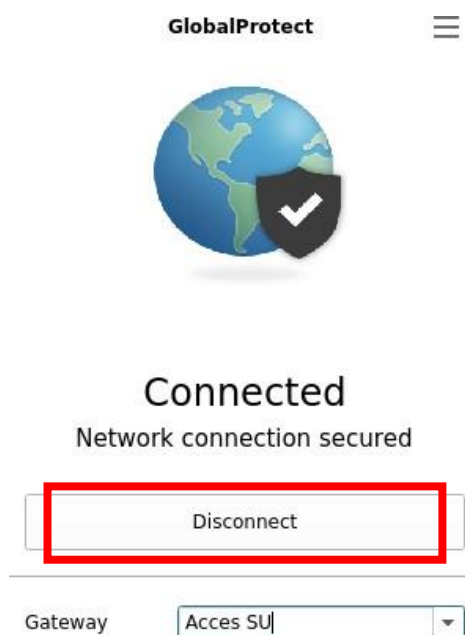 GlobalProtect
Connected
Network connection secured
Disconnect
Gateway Acces SU